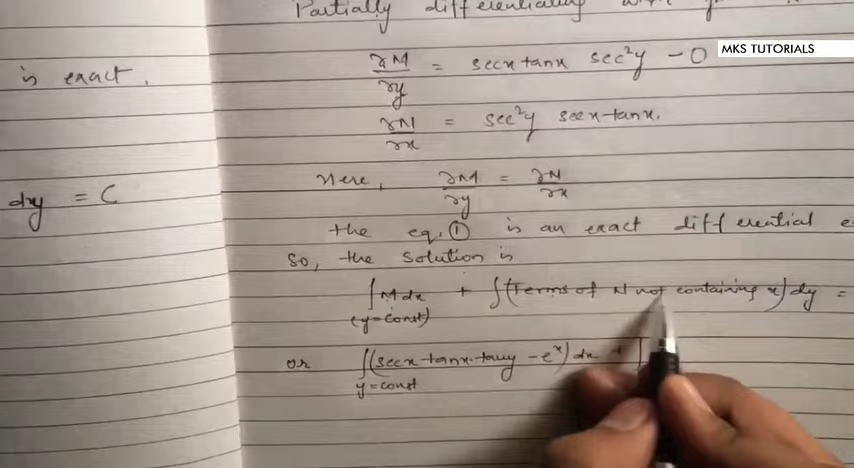 Partially differentiating
MKS TUTORIALS
is exact.
∂M/∂y = secx tanx sec²y - 0
∂N/∂x = sec²y secx tanx.
dxy = C
Here, ∂M/∂y = ∂N/∂x
the eq. ① is an exact differential e
So, the solution is
∫ M dx + ∫ (Terms of N not containing x) dy =
(y = const)
or ∫ (secx tanx. tany - eˣ) dx + ∫
y = const